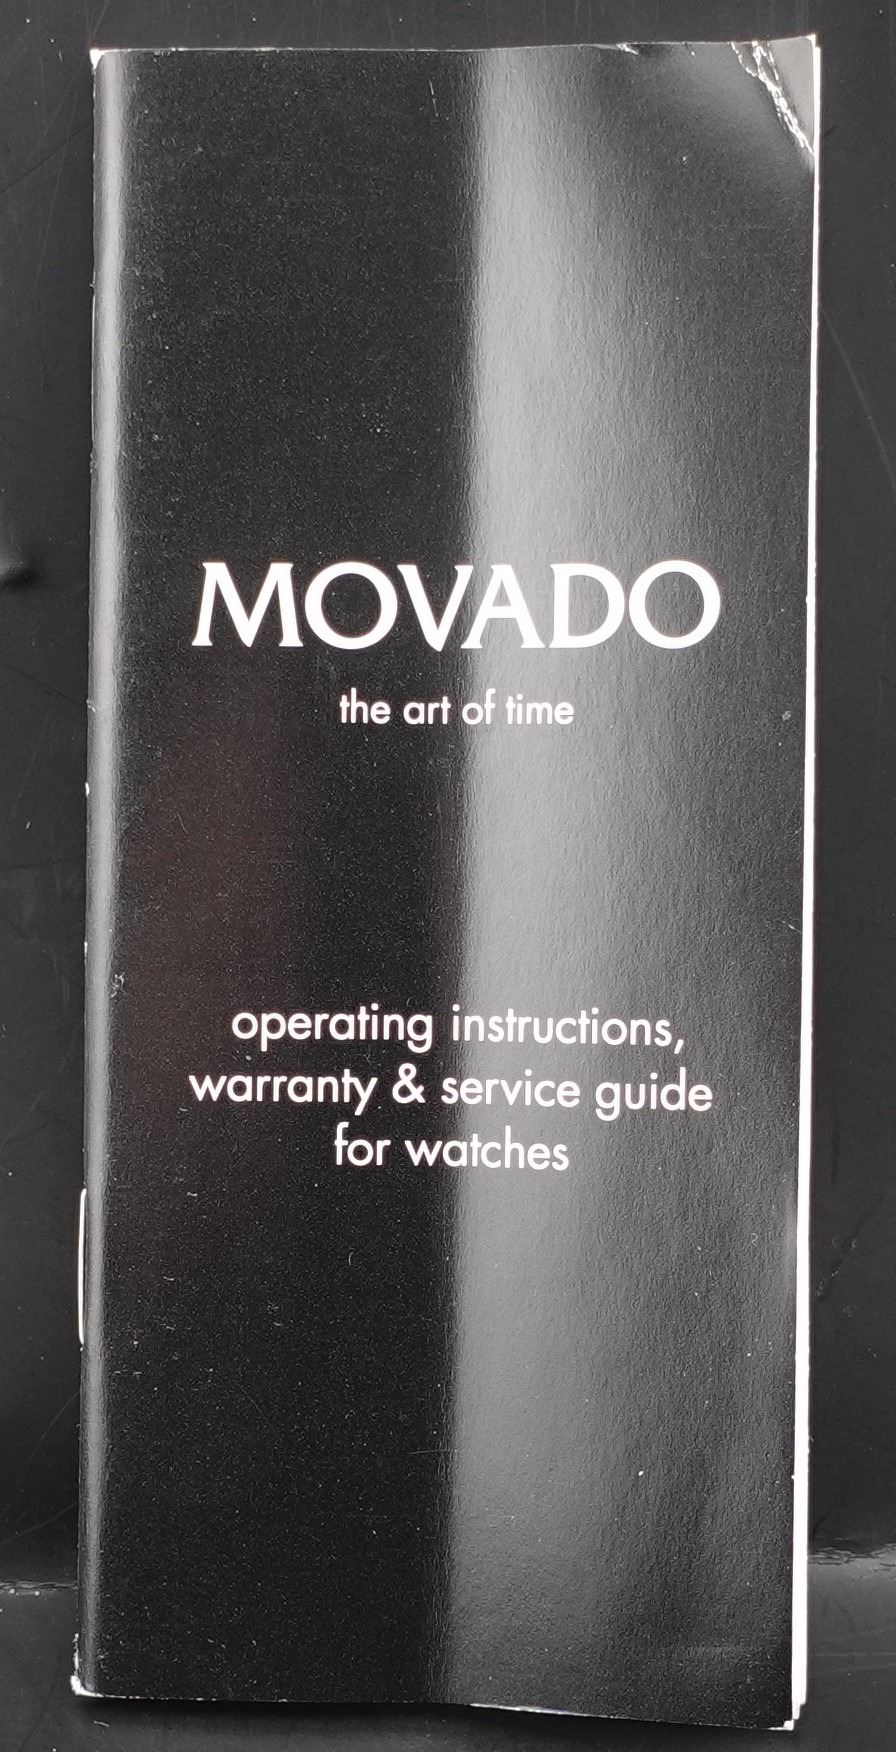 MOVADO
the art of time
operating instructions,
warranty & service guide
for watches